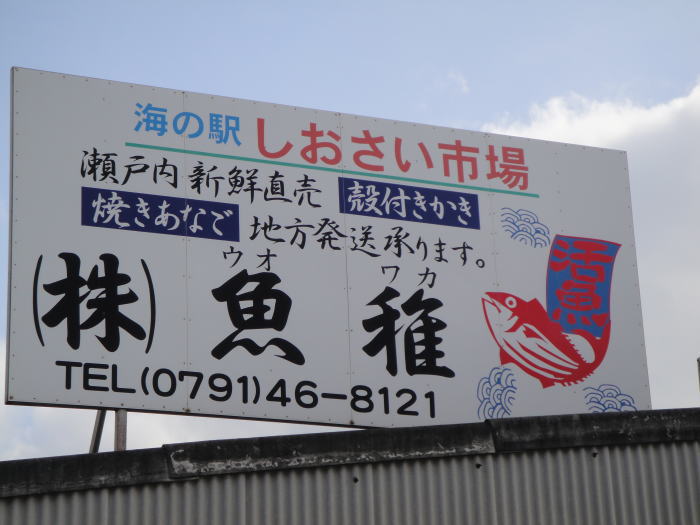 海の駅 しおさい市場
瀬戸内 新鮮直売 殻付きかき
焼きあなご 地方発送承ります。
ウオ ワカ
(株) 魚 稚
TEL(0791)46-8121
活魚